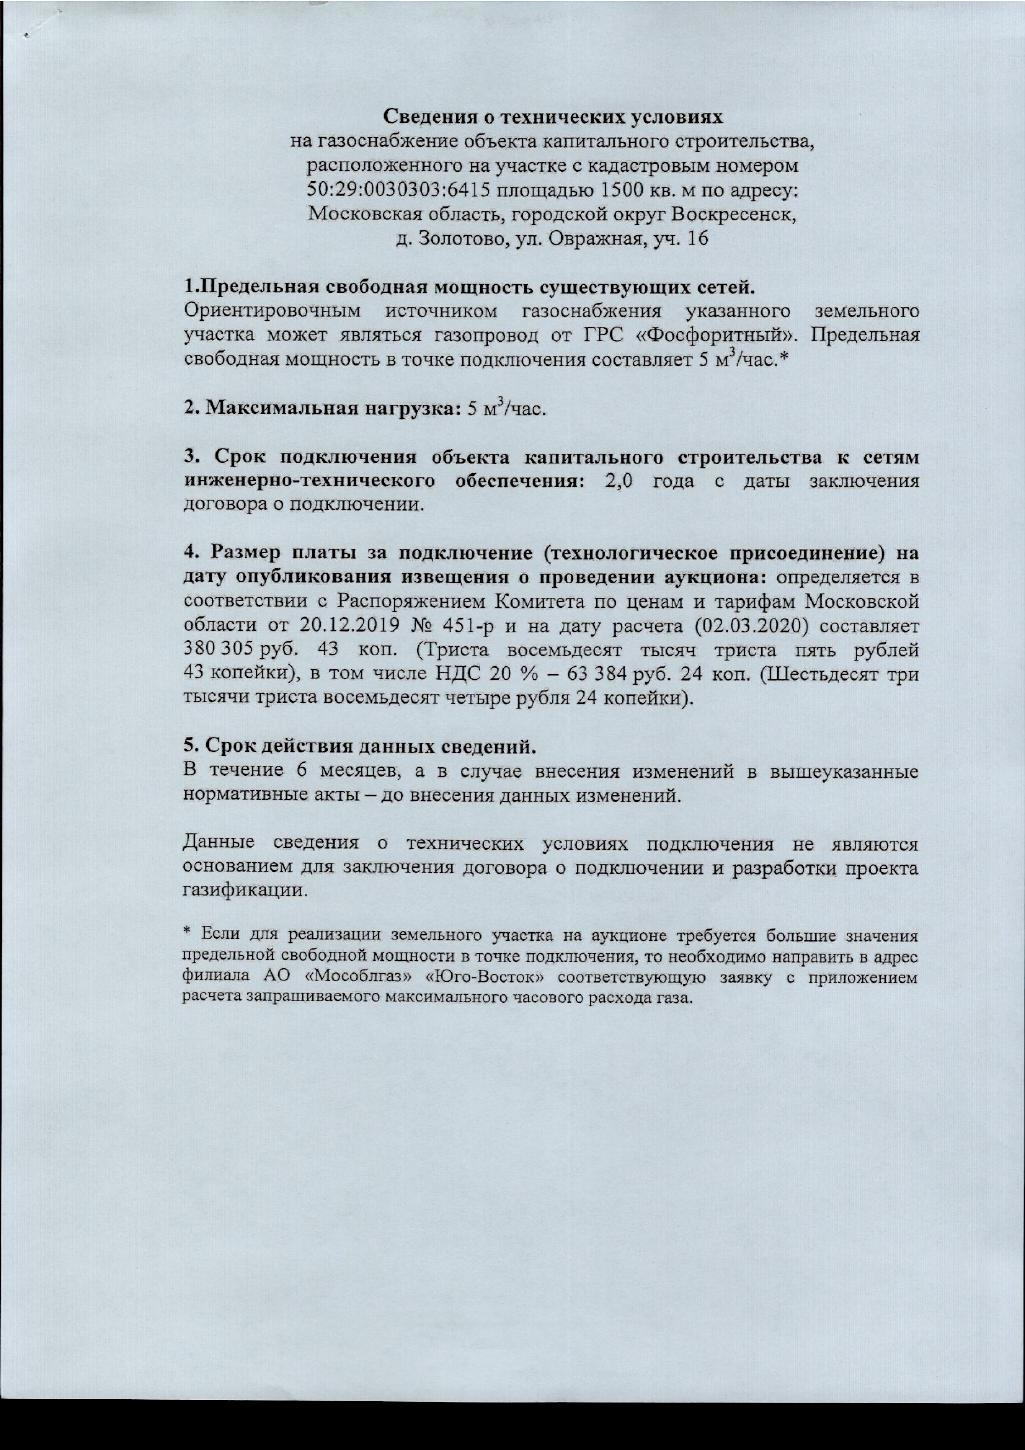 Сведения о технических условиях
на газоснабжение объекта капитального строительства,
расположенного на участке с кадастровым номером
50:29:0030303:6415 площадью 1500 кв. м по адресу:
Московская область, городской округ Воскресенск,
д. Золотово, ул. Овражная, уч. 16
1.Предельная свободная мощность существующих сетей.
Ориентировочным источником газоснабжения указанного земельного
участка может являться газопровод от ГРС «Фосфоритный». Предельная
свободная мощность в точке подключения составляет 5 м³/час.*
2. Максимальная нагрузка: 5 м³/час.
3. Срок подключения объекта капитального строительства к сетям
инженерно-технического обеспечения: 2,0 года с даты заключения
договора о подключении.
4. Размер платы за подключение (технологическое присоединение) на
дату опубликования извещения о проведении аукциона: определяется в
соответствии с Распоряжением Комитета по ценам и тарифам Московской
области от 20.12.2019 № 451-р и на дату расчета (02.03.2020) составляет
380 305 руб. 43 коп. (Триста восемьдесят тысяч триста пять рублей
43 копейки), в том числе НДС 20 % – 63 384 руб. 24 коп. (Шестьдесят три
тысячи триста восемьдесят четыре рубля 24 копейки).
5. Срок действия данных сведений.
В течение 6 месяцев, а в случае внесения изменений в вышеуказанные
нормативные акты – до внесения данных изменений.
Данные сведения о технических условиях подключения не являются
основанием для заключения договора о подключении и разработки проекта
газификации.
* Если для реализации земельного участка на аукционе требуется большие значения
предельной свободной мощности в точке подключения, то необходимо направить в адрес
филиала АО «Мособлгаз» «Юго-Восток» соответствующую заявку с приложением
расчета запрашиваемого максимального часового расхода газа.